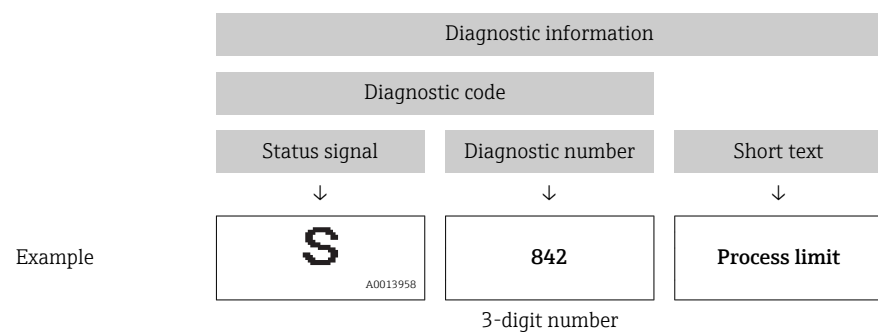 Diagnostic information
Diagnostic code
Status signal Diagnostic number Short text
↓ ↓ ↓
Example S 842 Process limit
A0013958
3-digit number